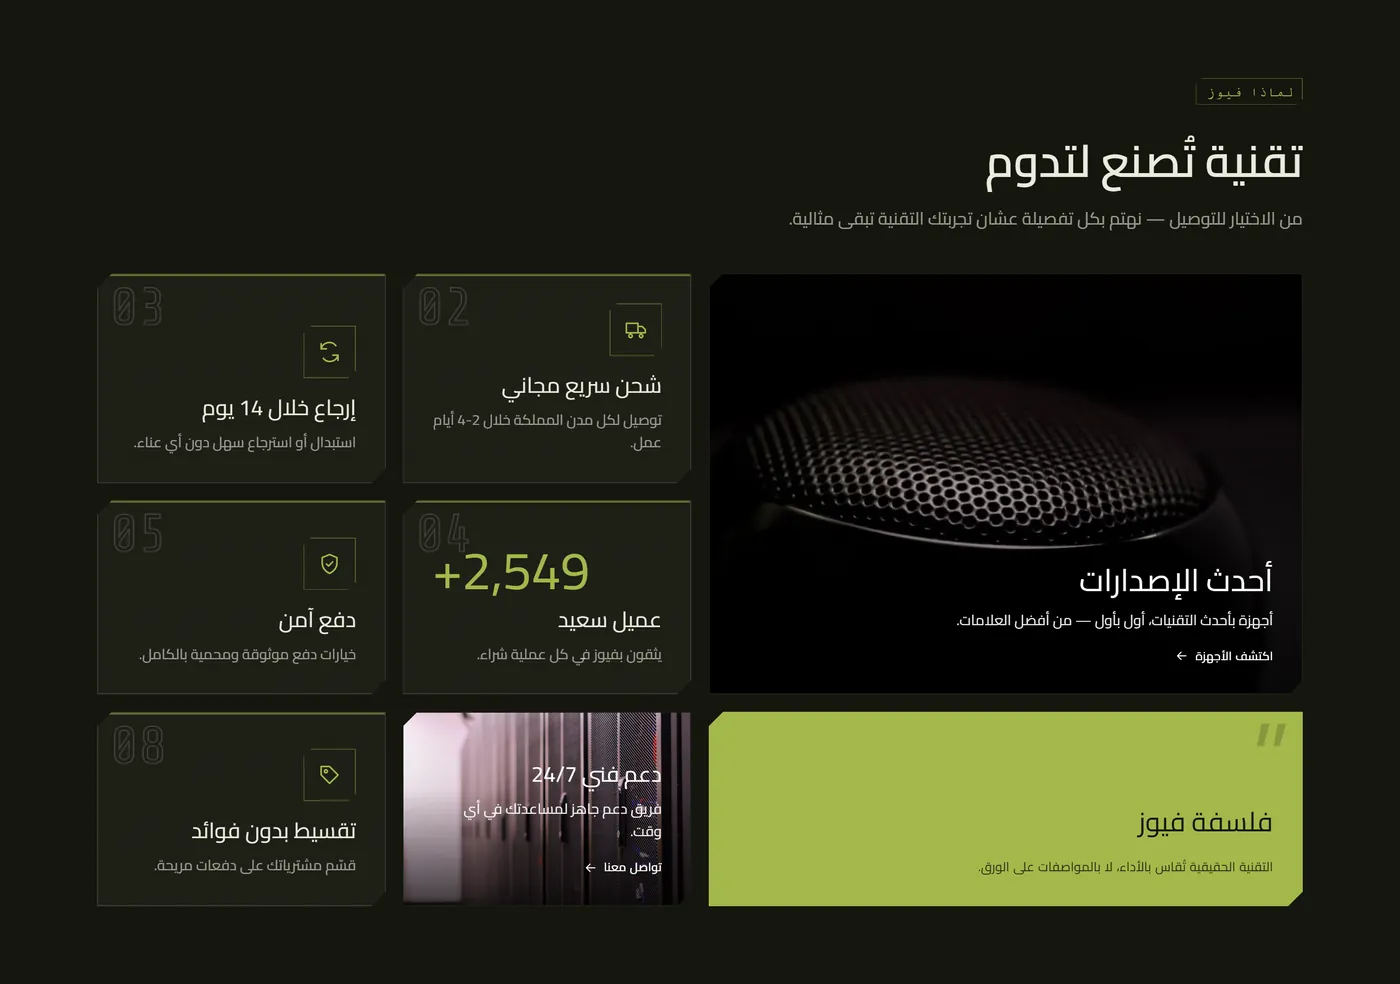 لماذا فيوز
تقنية تُصنع لتدوم
من الاختيار للتوصيل — نهتم بكل تفصيلة عشان تجربتك التقنية تبقى مثالية.
أحدث الإصدارات
أجهزة بأحدث التقنيات، أول بأول — من أفضل العلامات.
اكتشف الأجهزة ←
02
شحن سريع مجاني
توصيل لكل مدن المملكة خلال 2-4 أيام
عمل.
03
إرجاع خلال 14 يوم
استبدال أو استرجاع سهل دون أي عناء.
04
+2,549
عميل سعيد
يثقون بفيوز في كل عملية شراء.
05
دفع آمن
خيارات دفع موثوقة ومحمية بالكامل.
"
فلسفة فيوز
التقنية الحقيقية تُقاس بالأداء، لا بالمواصفات على الورق.
دعم فني 24/7
فريق دعم جاهز لمساعدتك في أي
وقت.
تواصل معنا ←
08
تقسيط بدون فوائد
قسّم مشترياتك على دفعات مريحة.